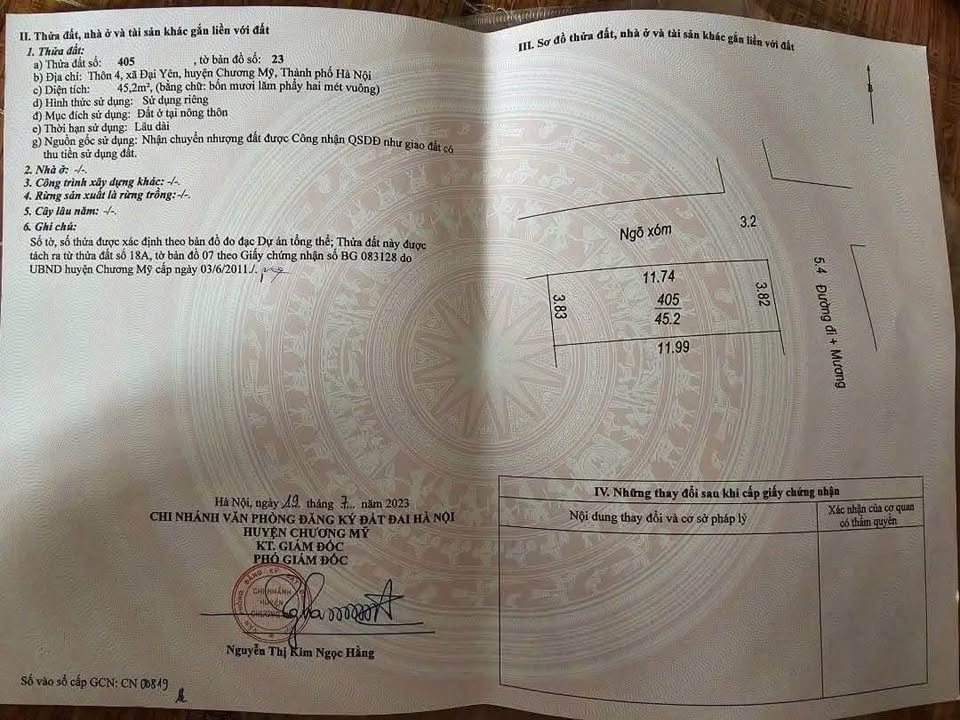 II. Thửa đất, nhà ở và tài sản khác gắn liền với đất
1. Thửa đất:
a) Thửa đất số: 405 , tờ bản đồ số: 23
b) Địa chỉ: Thôn 4, xã Đại Yên, huyện Chương Mỹ, Thành phố Hà Nội
c) Diện tích: 45,2m², (bằng chữ: bốn mươi lăm phẩy hai mét vuông)
d) Hình thức sử dụng: Sử dụng riêng
đ) Mục đích sử dụng: Đất ở tại nông thôn
e) Thời hạn sử dụng: Lâu dài
g) Nguồn gốc sử dụng: Nhận chuyển nhượng đất được Công nhận QSDĐ như giao đất có
thu tiền sử dụng đất.
2. Nhà ở: -/-.
3. Công trình xây dựng khác: -/-.
4. Rừng sản xuất là rừng trồng: -/-.
5. Cây lâu năm: -/-.
6. Ghi chú:
Số tờ, số thửa được xác định theo bản đồ đo đạc Dự án tổng thể; Thửa đất này được
tách ra từ thửa đất số 18A, tờ bản đồ 07 theo Giấy chứng nhận số BG 083128 do
UBND huyện Chương Mỹ cấp ngày 03/6/2011./.
Hà Nội, ngày 19 tháng 7 năm 2023
CHI NHÁNH VĂN PHÒNG ĐĂNG KÝ ĐẤT ĐAI HÀ NỘI
HUYỆN CHƯƠNG MỸ
KT. GIÁM ĐỐC
PHÓ GIÁM ĐỐC
CHI NHÁNH
HUYỆN
CHƯƠNG
Nguyễn Thị Kim Ngọc Hằng
Số vào sổ cấp GCN: CN 00819
III. Sơ đồ thửa đất, nhà ở và tài sản khác gắn liền với đất
Ngõ xóm
3.2
11.74
3.83
405
45.2
3.82
11.99
5.4 Đường đi + Mương
IV. Những thay đổi sau khi cấp giấy chứng nhận
Nội dung thay đổi và cơ sở pháp lý
Xác nhận của cơ quan
có thẩm quyền